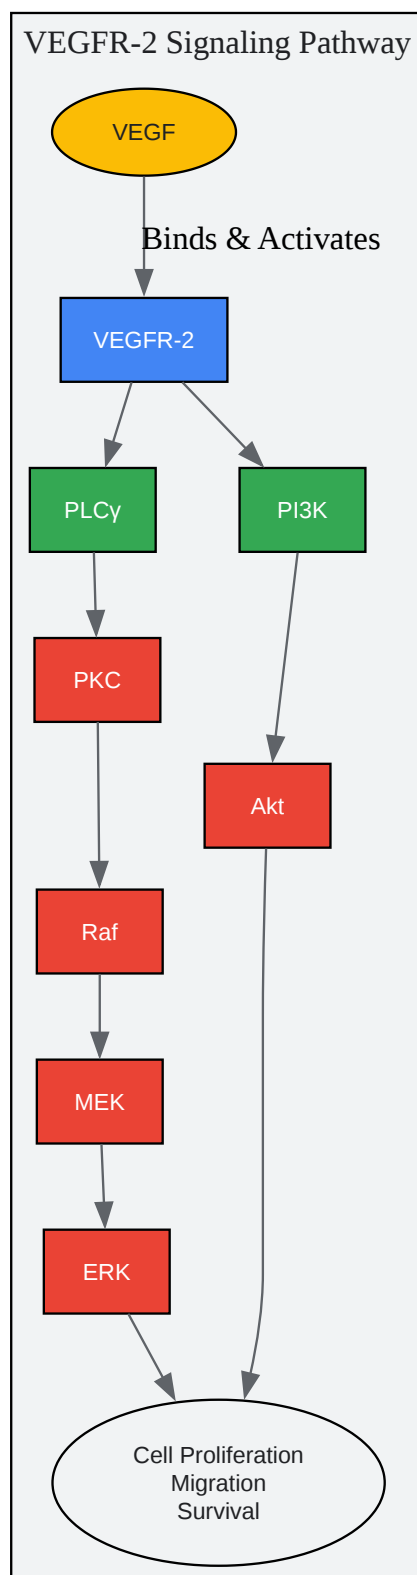 VEGFR-2 Signaling Pathway
VEGF
Binds & Activates
VEGFR-2
PLCγ
PI3K
PKC
Akt
Raf
MEK
ERK
Cell Proliferation
Migration
Survival